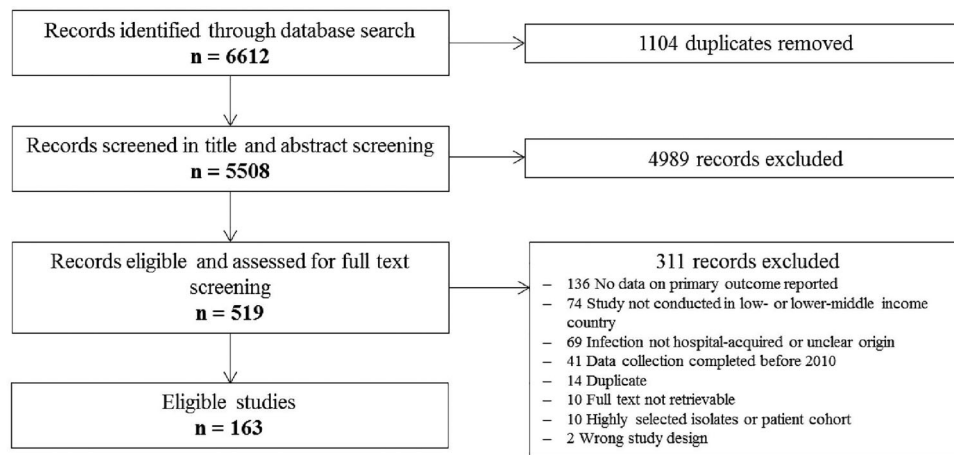 Records identified through database search
n = 6612
1104 duplicates removed
Records screened in title and abstract screening
n = 5508
4989 records excluded
Records eligible and assessed for full text
screening
n = 519
311 records excluded
– 136 No data on primary outcome reported
– 74 Study not conducted in low- or lower-middle income
country
– 69 Infection not hospital-acquired or unclear origin
– 41 Data collection completed before 2010
– 14 Duplicate
– 10 Full text not retrievable
– 10 Highly selected isolates or patient cohort
– 2 Wrong study design
Eligible studies
n = 163